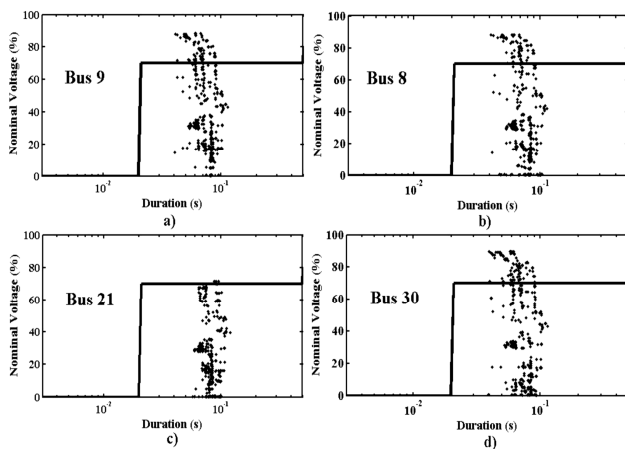 100
80
60
40
20
0
Nominal Voltage (%)
Bus 9
10-2
10-1
Duration (s)
a)
100
80
60
40
20
0
Nominal Voltage (%)
Bus 8
10-2
10-1
Duration (s)
b)
100
80
60
40
20
0
Nominal Voltage (%)
Bus 21
10-2
10-1
Duration (s)
c)
100
80
60
40
20
0
Nominal Voltage (%)
Bus 30
10-2
10-1
Duration (s)
d)